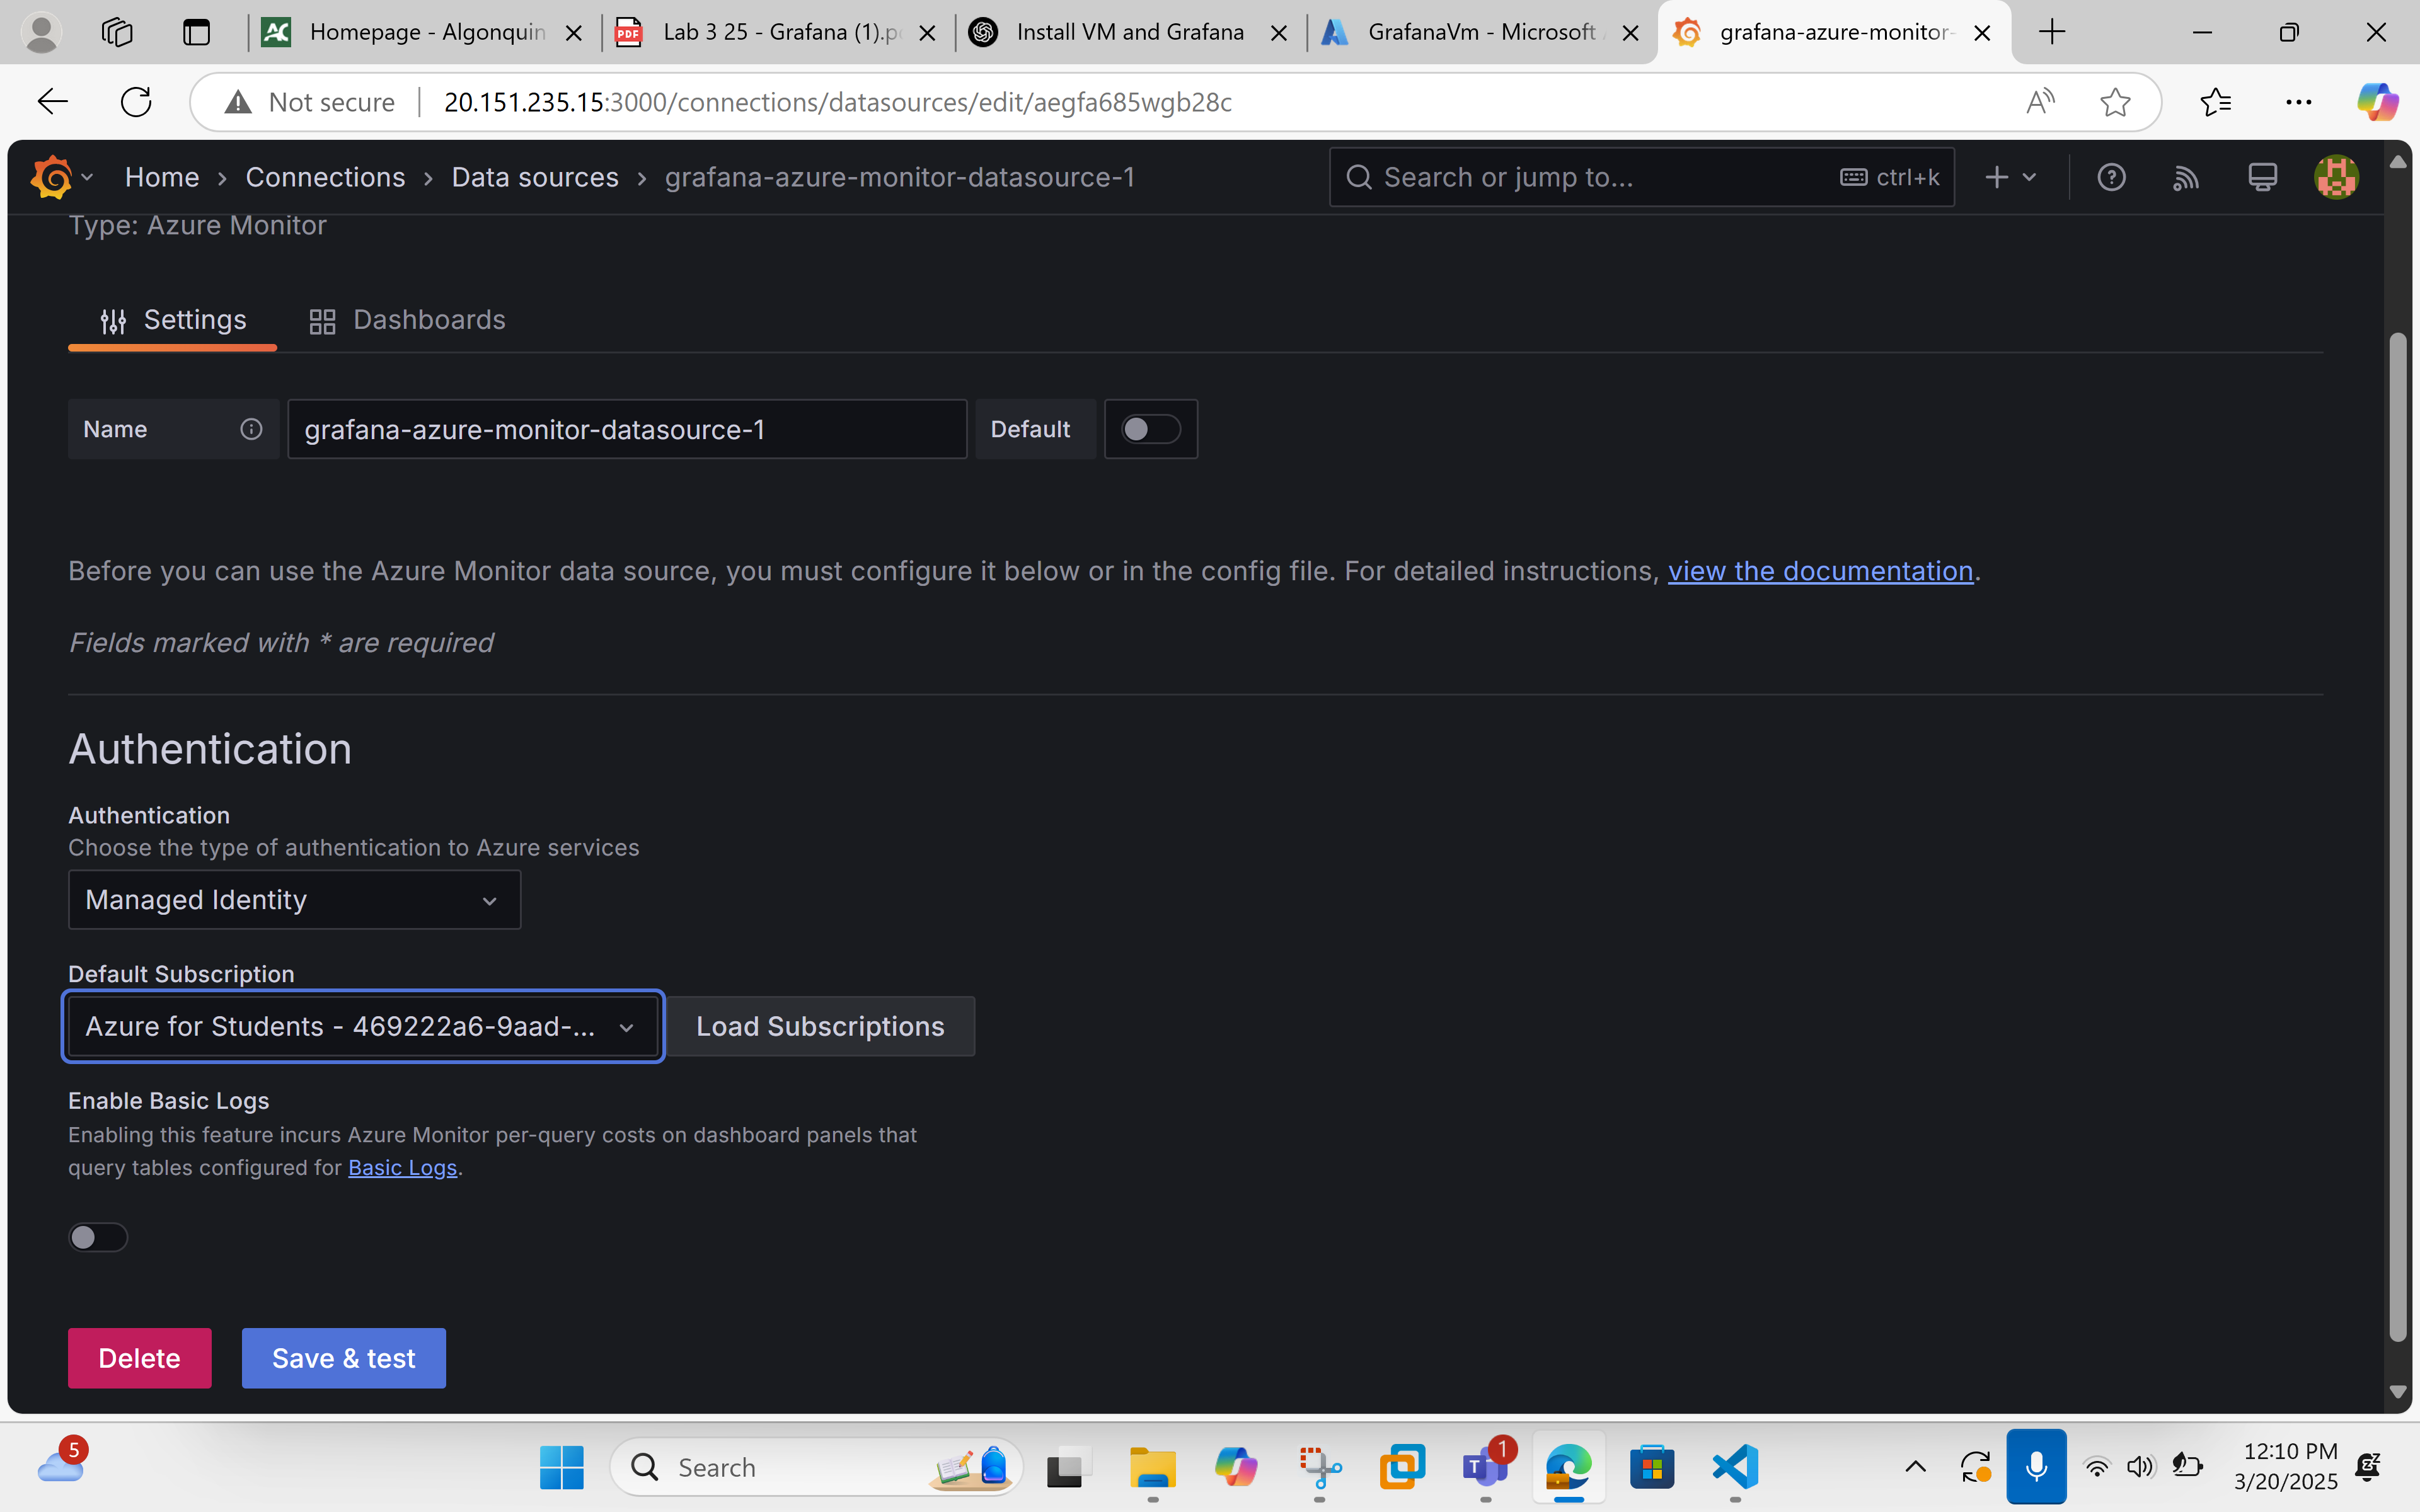 Homepage - Algonquin
Lab 3 25 - Grafana (1).p
Install VM and Grafana
GrafanaVm - Microsoft
grafana-azure-monitor-
Not secure
20.151.235.15:3000/connections/datasources/edit/aegfa685wgb28c
Home › Connections › Data sources › grafana-azure-monitor-datasource-1
Search or jump to...
ctrl+k
Type: Azure Monitor
Settings
Dashboards
Name
grafana-azure-monitor-datasource-1
Default
Before you can use the Azure Monitor data source, you must configure it below or in the config file. For detailed instructions, view the documentation.
Fields marked with * are required
Authentication
Authentication
Choose the type of authentication to Azure services
Managed Identity
Default Subscription
Azure for Students - 469222a6-9aad-...
Load Subscriptions
Enable Basic Logs
Enabling this feature incurs Azure Monitor per-query costs on dashboard panels that
query tables configured for Basic Logs.
Delete
Save & test
5
Search
1
12:10 PM
3/20/2025